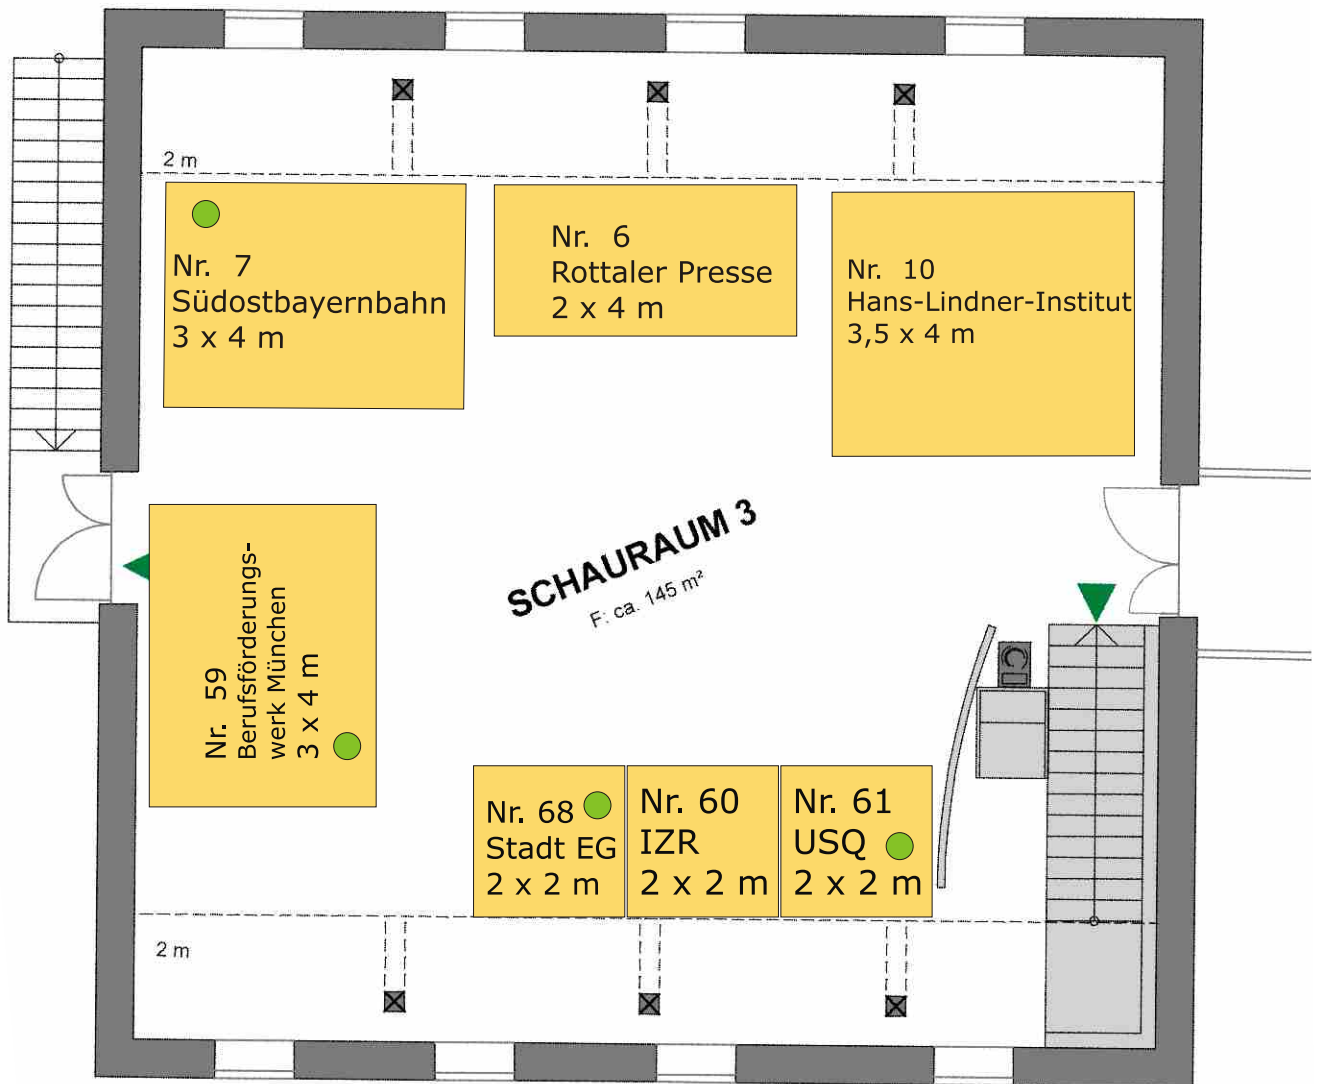 2 m
Nr. 7
Südostbayernbahn
3 x 4 m
Nr. 6
Rottaler Presse
2 x 4 m
Nr. 10
Hans-Lindner-Institut
3,5 x 4 m
Nr. 59
Berufsförderungs-
werk München
3 x 4 m
SCHAURAUM 3
F: ca. 145 m²
Nr. 68
Stadt EG
2 x 2 m
Nr. 60
IZR
2 x 2 m
Nr. 61
USQ
2 x 2 m
2 m